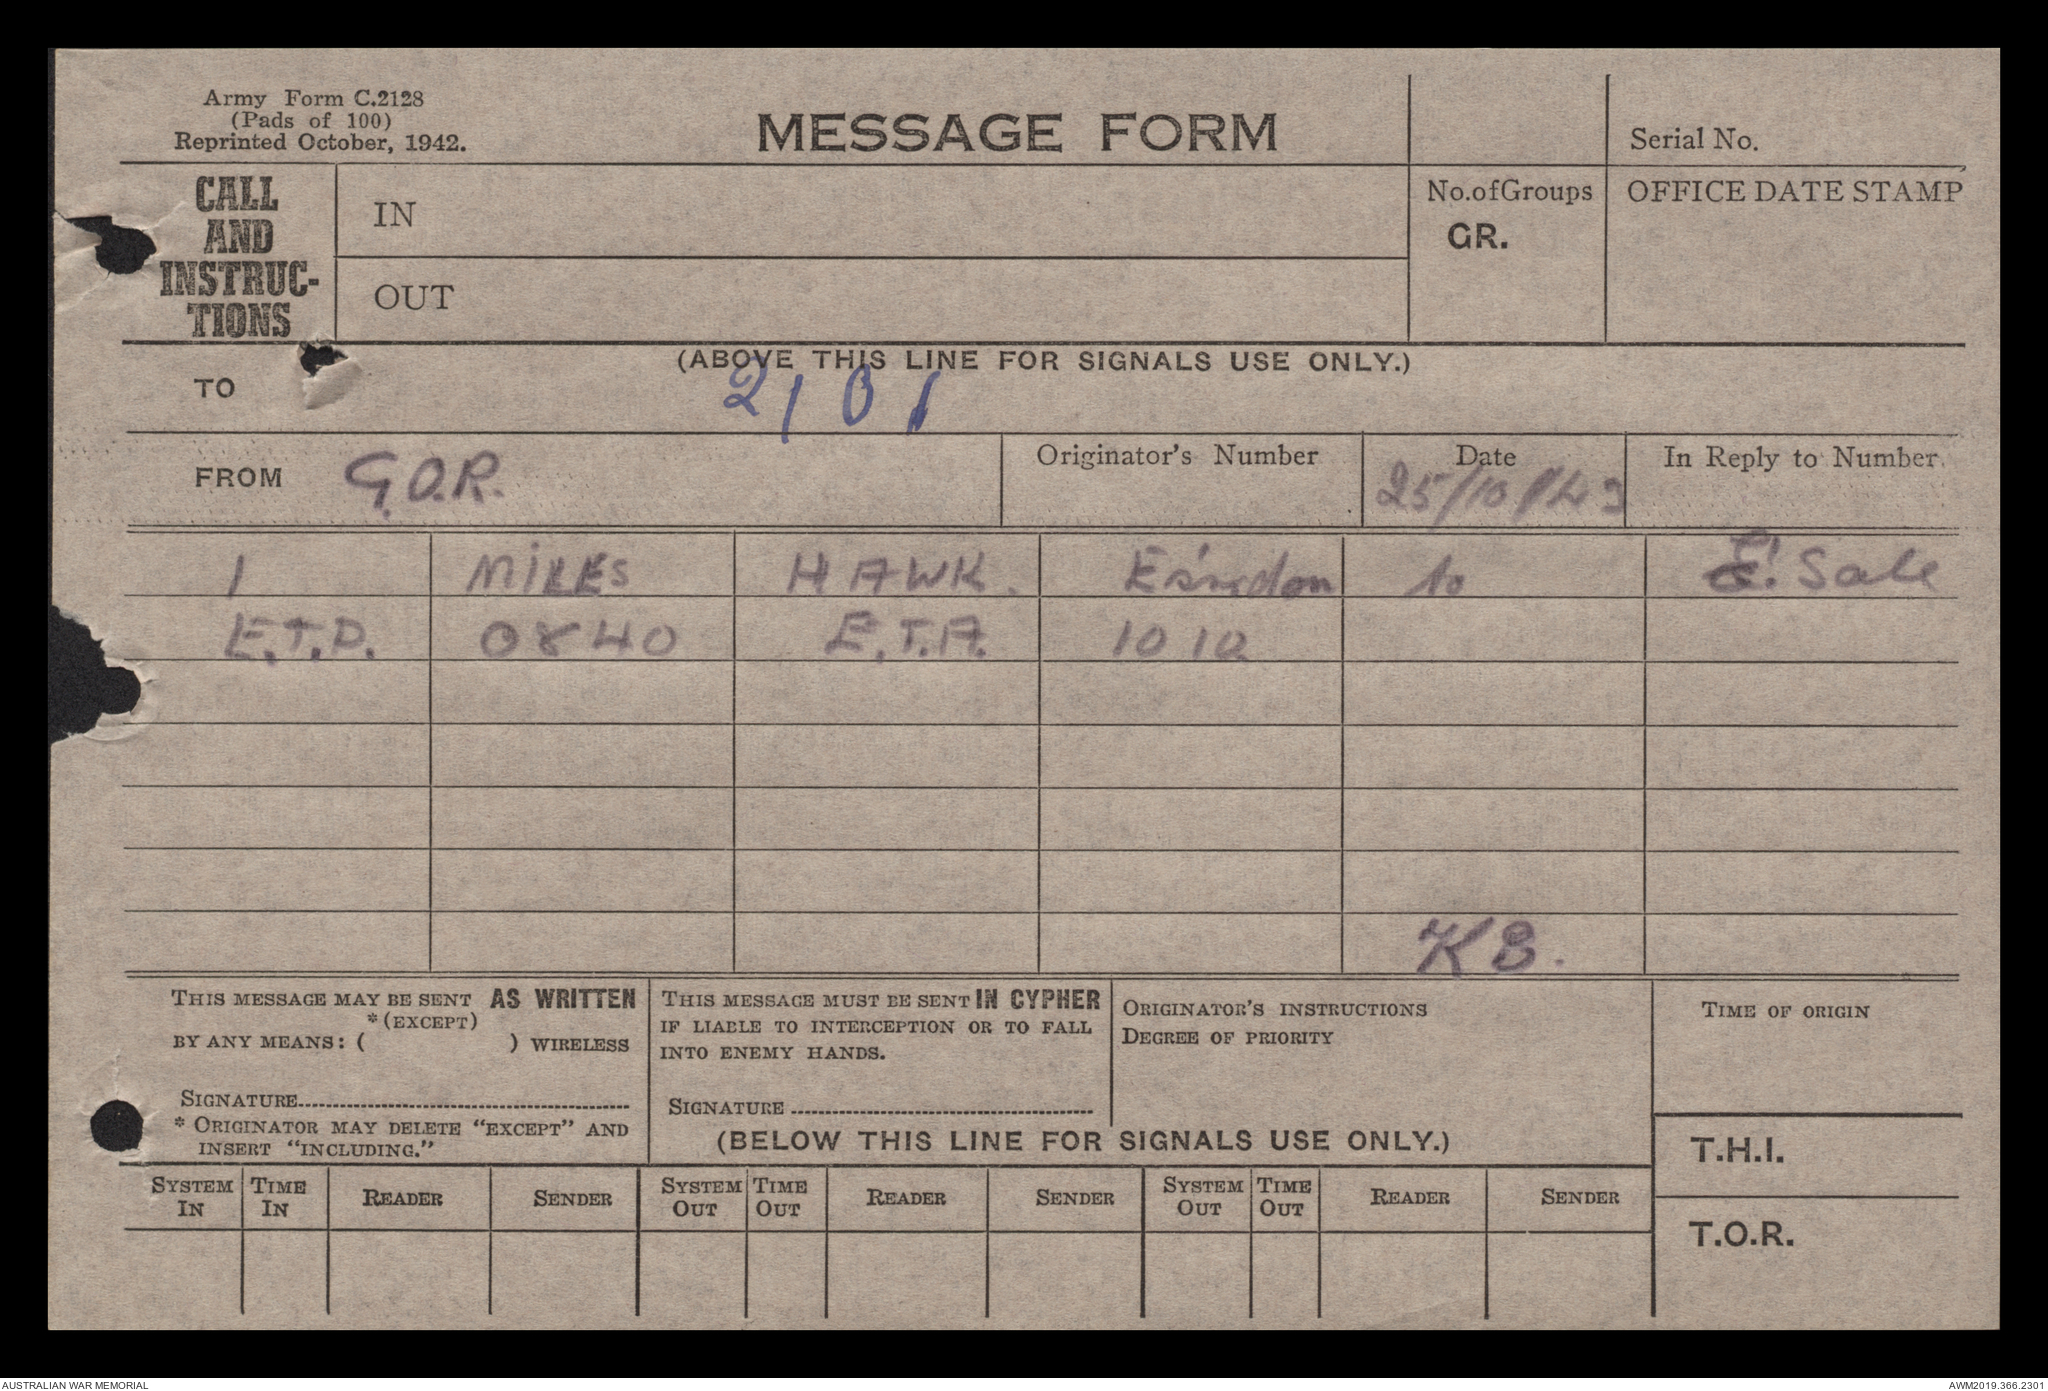 Army Form C.2128
(Pads of 100)
Reprinted October, 1942.
MESSAGE FORM
Serial No.
CALL
AND
INSTRUC-
TIONS
IN
OUT
No. of Groups
GR.
OFFICE DATE STAMP
(ABOVE THIS LINE FOR SIGNALS USE ONLY.)
TO
2101
FROM G.O.R.
Originator's Number
Date
25/10/43
In Reply to Number
1 MILES HAWK. to E. Sale
E.T.D. 0840 E.T.A. 1010
KB.
THIS MESSAGE MAY BE SENT AS WRITTEN
*(EXCEPT)
BY ANY MEANS: ( ) WIRELESS
SIGNATURE
* ORIGINATOR MAY DELETE "EXCEPT" AND
INSERT "INCLUDING."
THIS MESSAGE MUST BE SENT IN CYPHER
IF LIABLE TO INTERCEPTION OR TO FALL
INTO ENEMY HANDS.
SIGNATURE
ORIGINATOR'S INSTRUCTIONS
DEGREE OF PRIORITY
TIME OF ORIGIN
(BELOW THIS LINE FOR SIGNALS USE ONLY.)
T.H.I.
T.O.R.
SYSTEM IN
TIME IN
READER
SENDER
SYSTEM OUT
TIME OUT
READER
SENDER
SYSTEM OUT
TIME OUT
READER
SENDER
AUSTRALIAN WAR MEMORIAL
AWM2019.366.2301